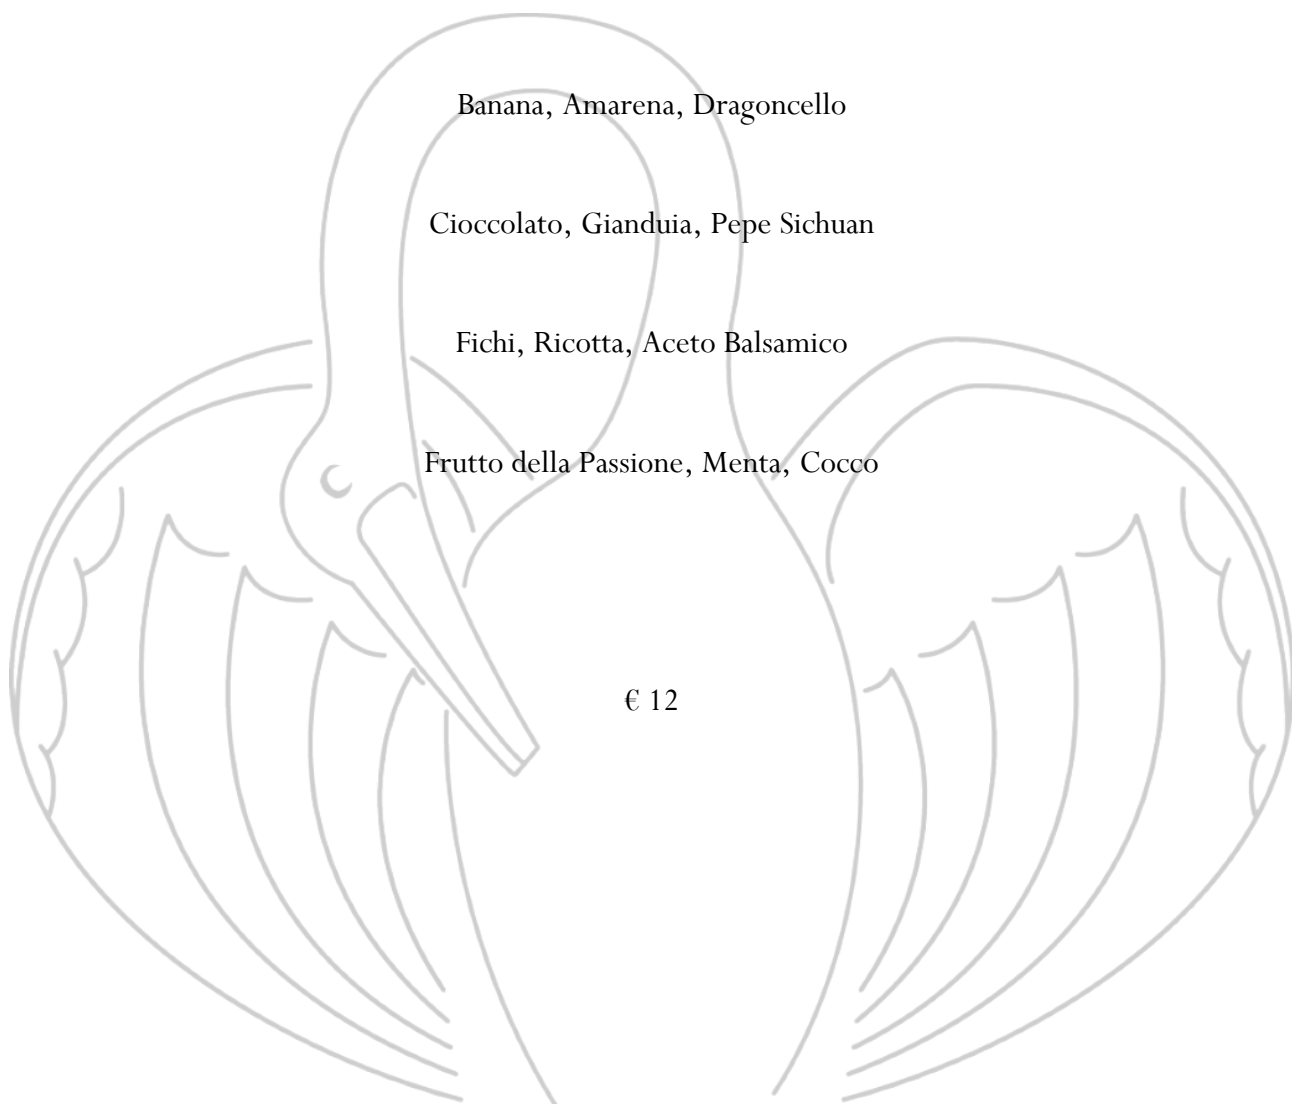 Banana, Amarena, Dragoncello
Cioccolato, Gianduia, Pepe Sichuan
Fichi, Ricotta, Aceto Balsamico
Frutto della Passione, Menta, Cocco
€ 12